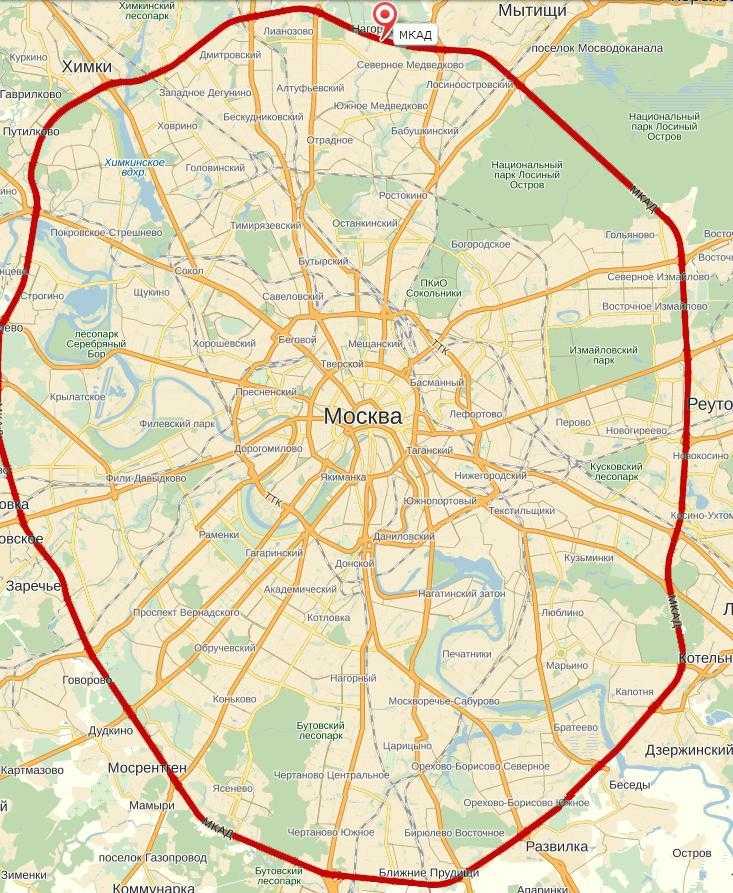 Химкинский
лесопарк
Мытищи
Лианозово
МКАД
поселок Мосводоканала
Дмитровский
Северное Медведково
Куркино
Химки
Алтуфьевский
Лосиноостровский
Западное Дегунино
Гаврилково
Южное Медведково
Бескудниковский
Бабушкинский
Национальный
парк Лосиный
Остров
Путилково
Ховрино
Отрадное
Химкинское
вдхр.
Головинский
Национальный
парк Лосиный
Остров
МКАД
Ростокино
Тимирязевский
Останкинский
Покровское-Стрешнево
Гольяново
Богородское
Бутырский
Сокол
Северное Измайлово
Строгино
Щукино
Савеловский
ПКиО
Сокольники
Восточное Измайлово
лесопарк
Серебряный
Бор
Хорошевский
Беговой
Мещанский
ТТК
Измайловский
парк
Тверской
Басманный
Пресненский
Крылатское
Москва
Лефортово
Реуто
Филевский парк
Перово
Новогиреево
Дорогомилово
Таганский
Новокосино
Фили-Давыдково
Якиманка
Нижегородский
Кусковский
лесопарк
ТТК
Южнопортовый
Текстильщики
Косино-Ухтом
Раменки
Даниловский
Гагаринский
Донской
Кузьминки
Заречье
Академический
Нагатинский затон
МКАД
Проспект Вернадского
Котловка
Люблино
Обручевский
Печатники
Котельн
Говорово
Нагорный
Марьино
Коньково
Москворечье-Сабурово
Капотня
Дудкино
Бутовский
лесопарк
Братеево
Царицыно
Дзержинский
Мосрентген
Картмазово
Чертаново Центральное
Орехово-Борисово Северное
Беседы
Ясенево
Мамыри
Орехово-Борисово Южное
МКАД
Чертаново Южное
Бирюлево Восточное
Развилка
поселок Газопровод
Остров
Зименки
Бутовский
лесопарк
Ближние Прудищи
Коммунарка
Апаринки